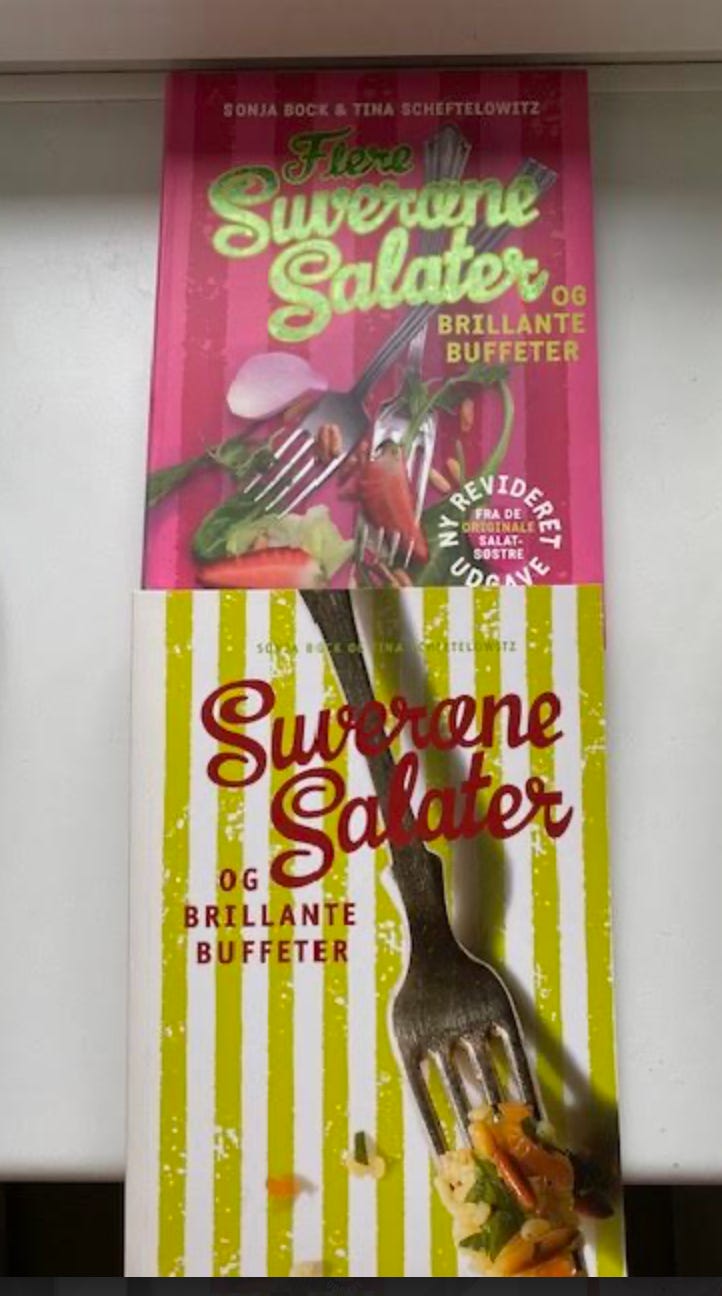 SONJA BOCK & TINA SCHEFTELOWITZ
Flere
Suveræne
Salater
OG
BRILLANTE
BUFFETER
NY REVIDERET
FRA DE
ORIGINALE
SALAT-
SØSTRE
UDGAVE
SONJA BOCK OG TINA SCHEFTELOWITZ
Suveræne
Salater
OG
BRILLANTE
BUFFETER